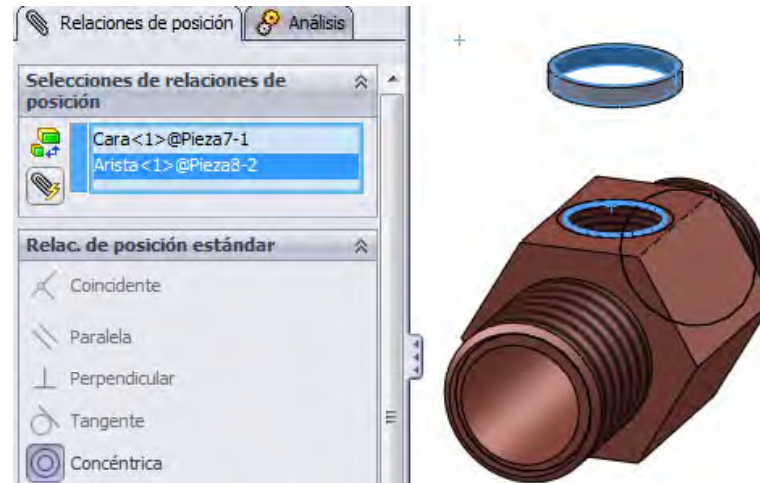 Relaciones de posición Análisis
Selecciones de relaciones de
posición
Cara<1>@Pieza7-1
Arista<1>@Pieza8-2
Relac. de posición estándar
Coincidente
Paralela
Perpendicular
Tangente
Concéntrica